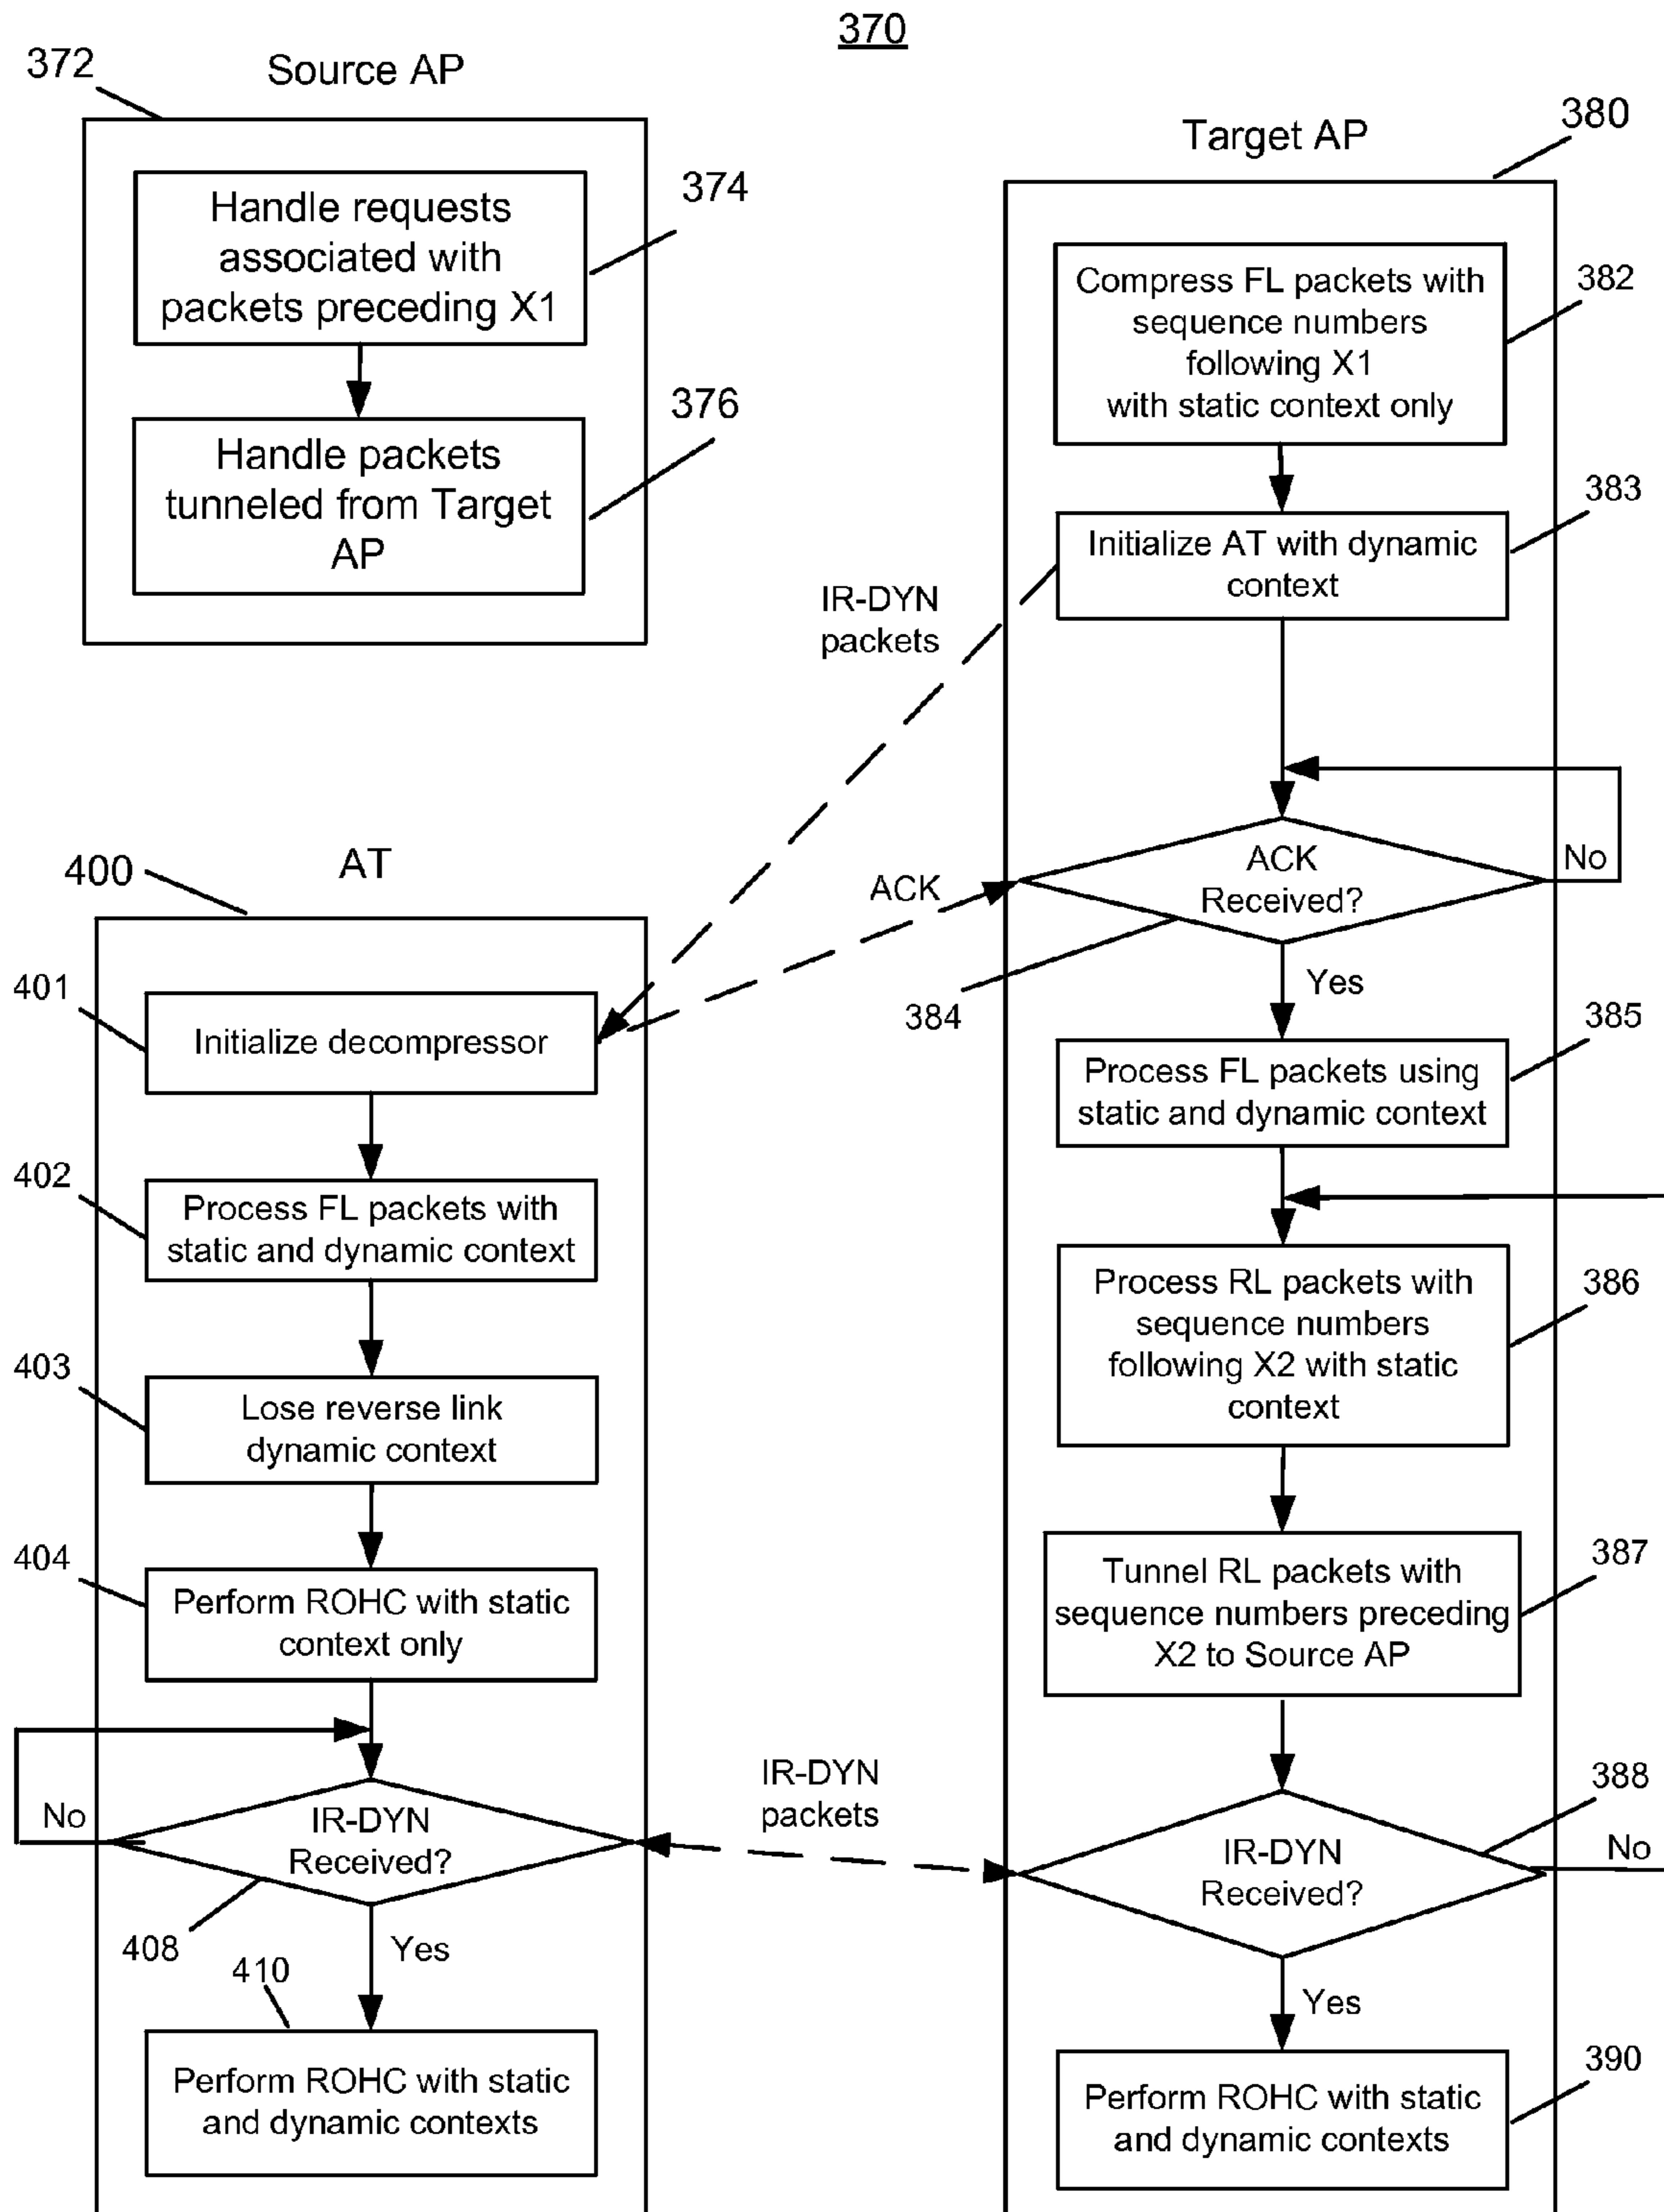 370
372
Source AP
Handle requests
associated with
packets preceding X1
374
Handle packets
tunneled from Target
AP
376
Target AP
380
Compress FL packets with
sequence numbers
following X1
with static context only
382
Initialize AT with dynamic
context
383
IR-DYN
packets
ACK
Received?
No
384
Yes
ACK
Process FL packets using
static and dynamic context
385
Process RL packets with
sequence numbers
following X2 with static
context
386
Tunnel RL packets with
sequence numbers preceding
X2 to Source AP
387
IR-DYN
Received?
388
No
Yes
Perform ROHC with static
and dynamic contexts
390
400
AT
401
Initialize decompressor
402
Process FL packets with
static and dynamic context
403
Lose reverse link
dynamic context
404
Perform ROHC with static
context only
No
IR-DYN
Received?
408
Yes
IR-DYN
packets
410
Perform ROHC with static
and dynamic contexts